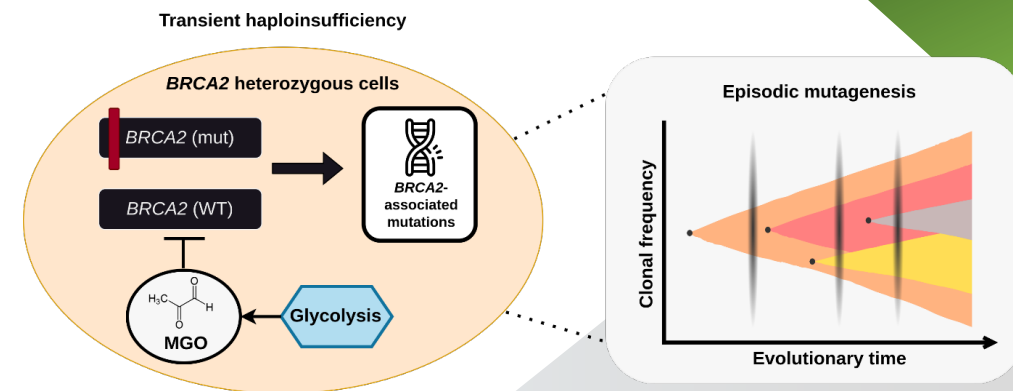 Transient haploinsufficiency
BRCA2 heterozygous cells
BRCA2 (mut)
BRCA2 (WT)
BRCA2-
associated
mutations
H₃C
O
H
O
MGO
Glycolysis
Episodic mutagenesis
Clonal frequency
Evolutionary time